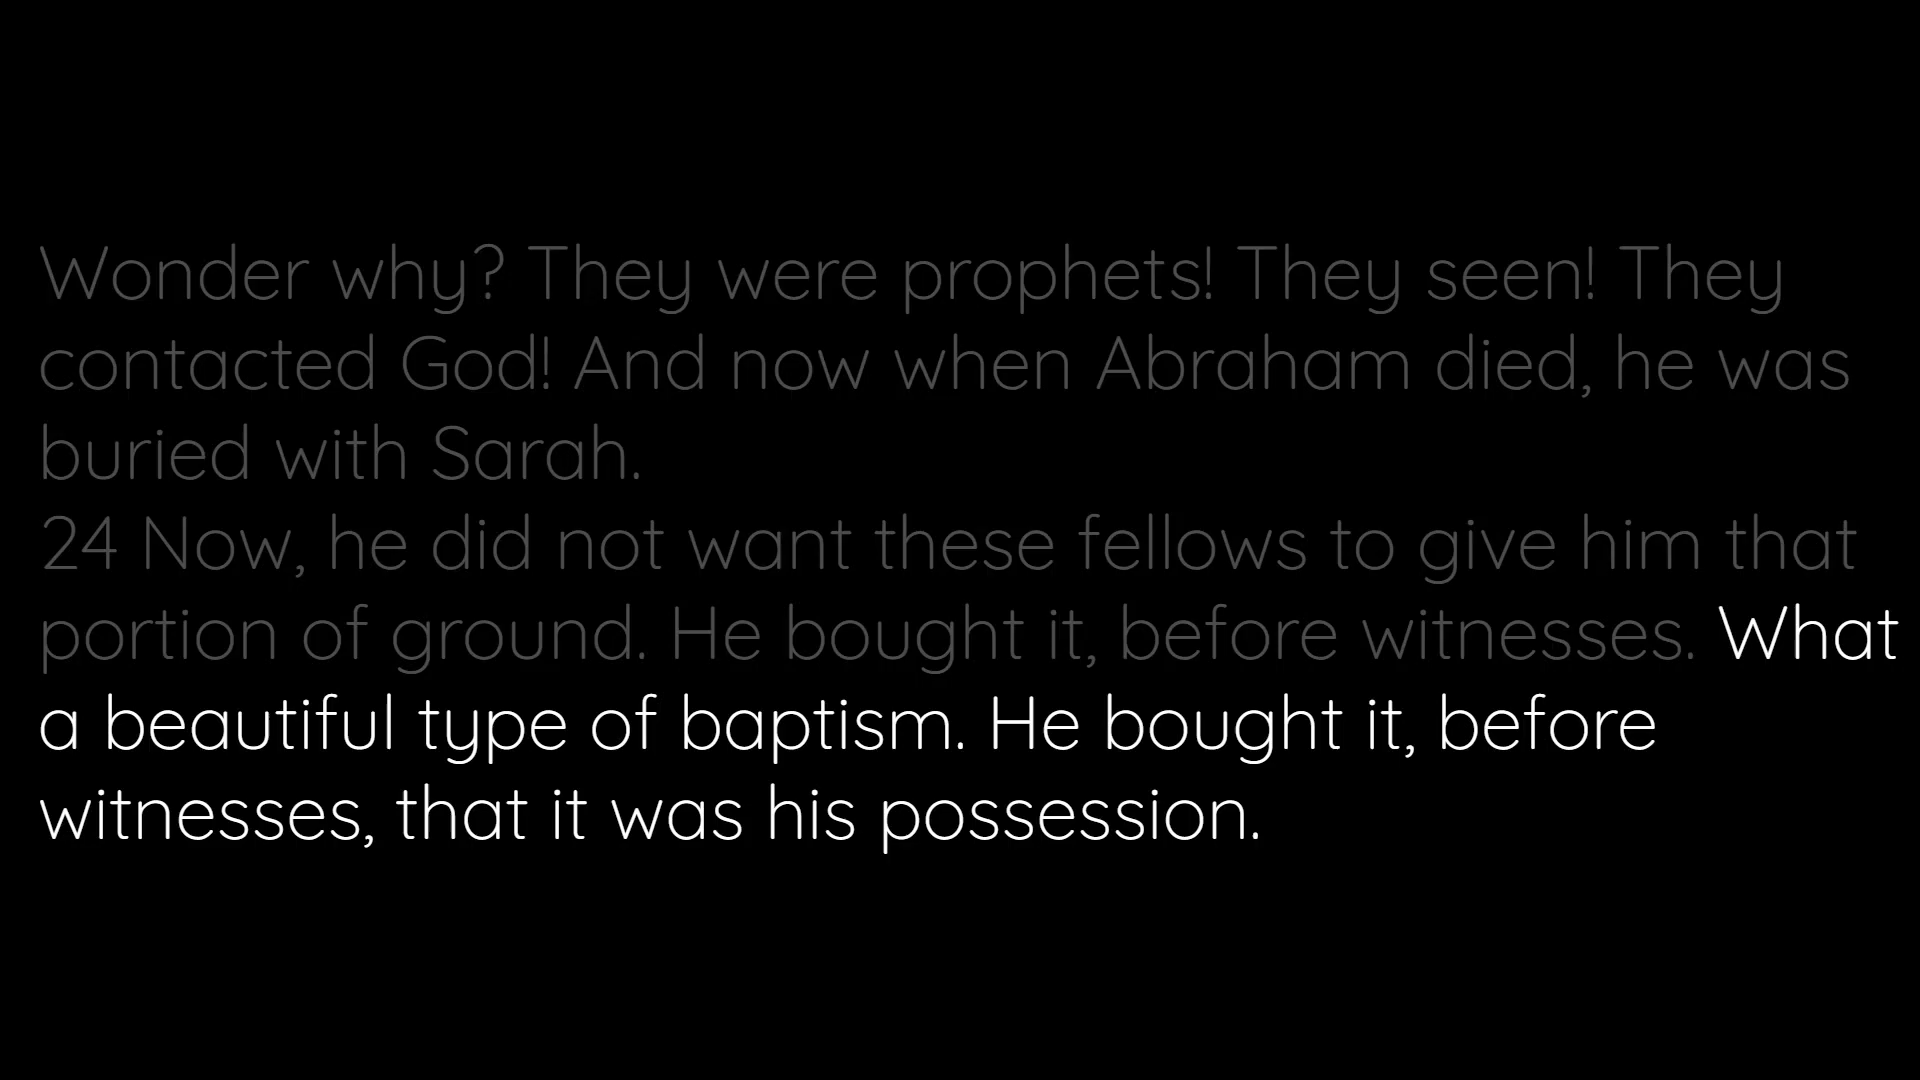 Wonder why? They were prophets! They seen! They
contacted God! And now when Abraham died, he was
buried with Sarah.
24 Now, he did not want these fellows to give him that
portion of ground. He bought it, before witnesses. What
a beautiful type of baptism. He bought it, before
witnesses, that it was his possession.